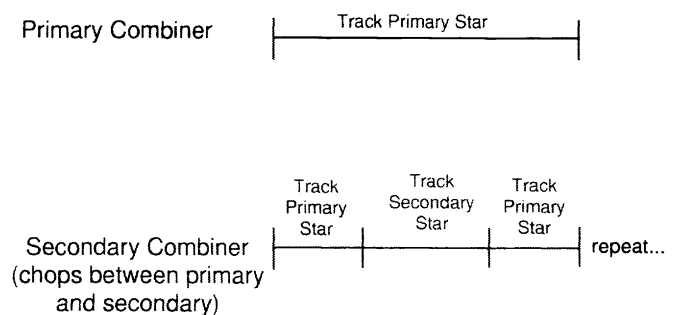 Primary Combiner
Track Primary Star
Track
Primary
Star
Track
Secondary
Star
Track
Primary
Star
Secondary Combiner
(chops between primary
and secondary)
repeat...